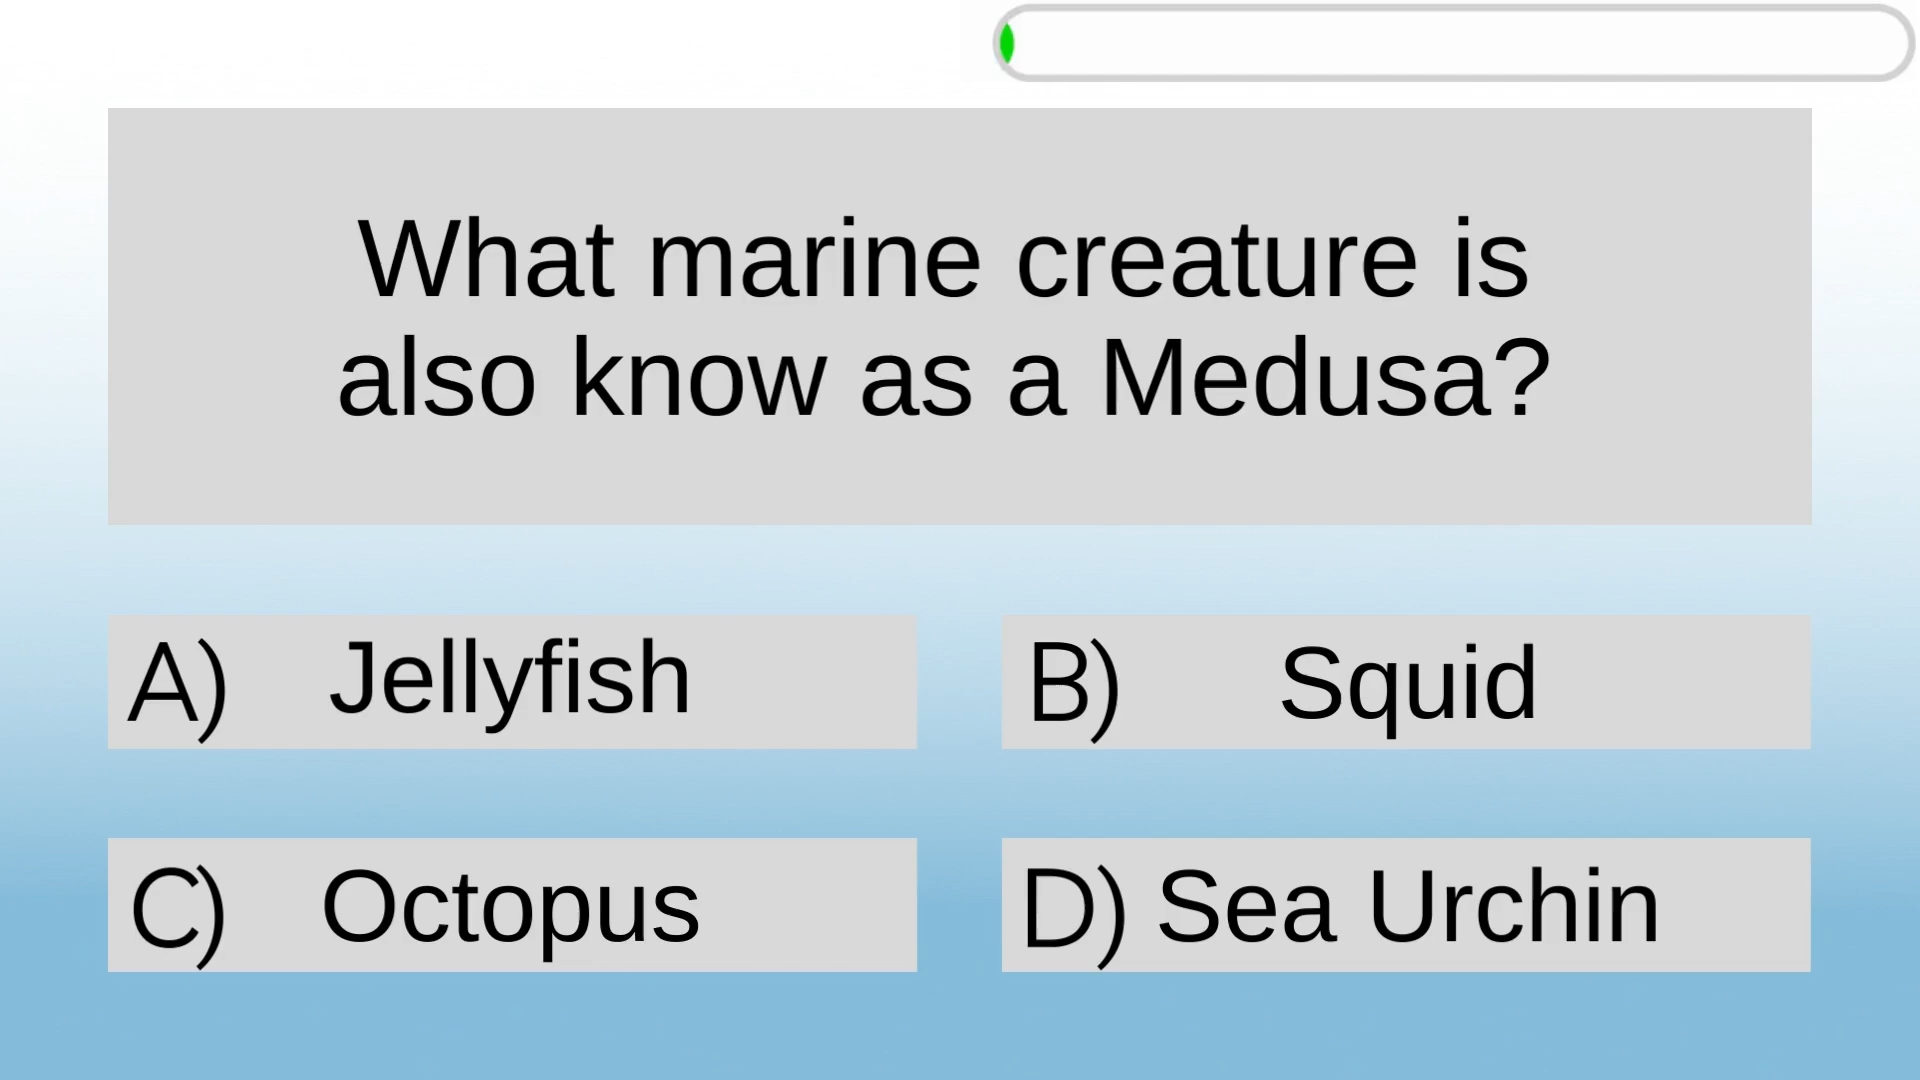 What marine creature is
also know as a Medusa?
A) Jellyfish
B) Squid
C) Octopus
D) Sea Urchin